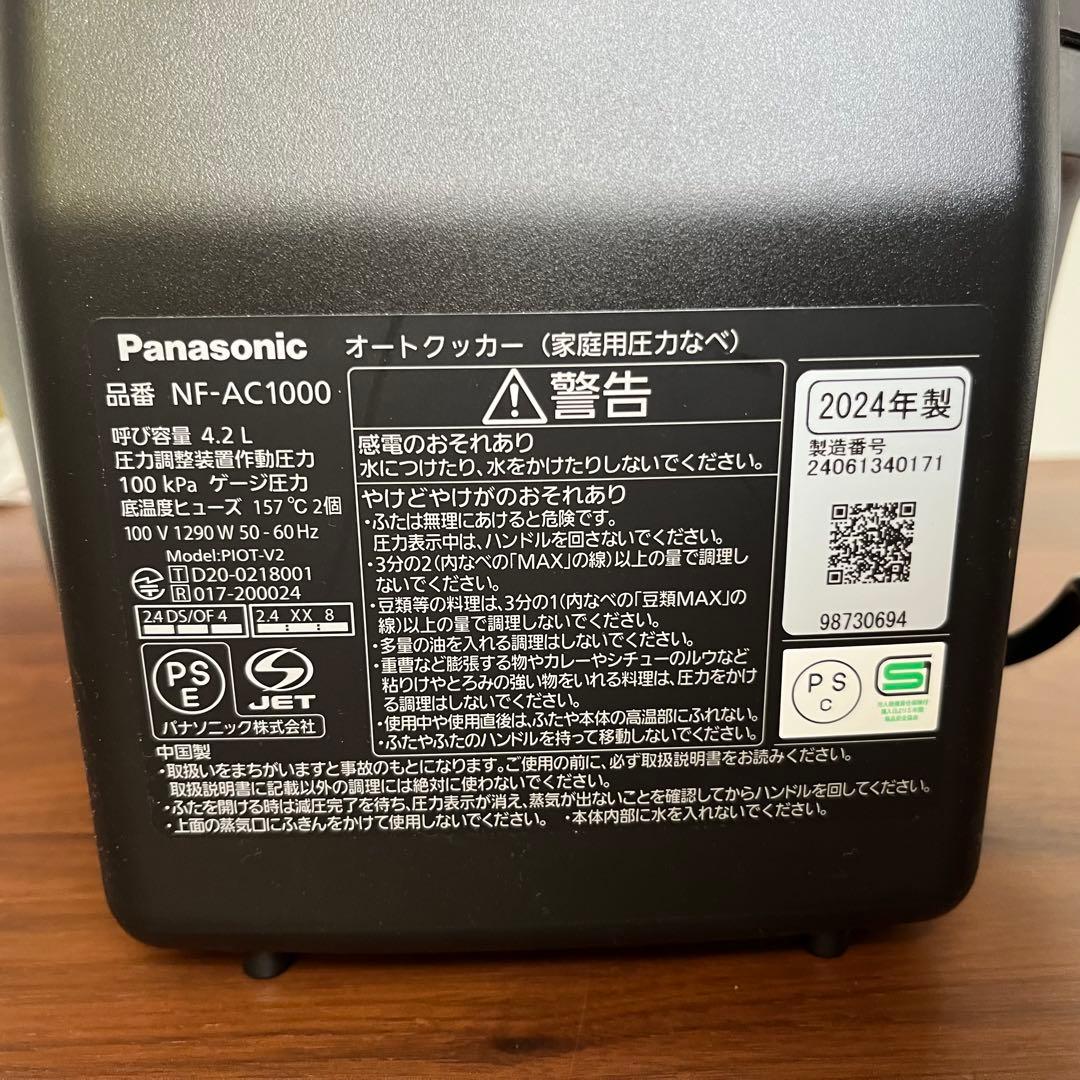 Panasonic オートクッカー（家庭用圧力なべ）
品番 NF-AC1000
呼び容量 4.2 L
圧力調整装置作動圧力
100 kPa ゲージ圧力
底温度ヒューズ 157 ℃ 2個
100 V 1290 W 50 - 60 Hz
Model:PIOT-V2
T D20-0218001
R 017-200024
2.4 DS/OF 4
2.4 XX 8
PS
E
JET
パナソニック株式会社
中国製
警告
感電のおそれあり
水につけたり、水をかけたりしないでください。
やけどやけがのおそれあり
・ふたは無理にあけると危険です。
圧力表示中は、ハンドルを回さないでください。
・3分の2（内なべの「MAX」の線）以上の量で調理し
ないでください。
・豆類等の料理は、3分の1（内なべの「豆類MAX」の
線）以上の量で調理しないでください。
・多量の油を入れる調理はしないでください。
・重曹など膨張する物やカレーやシチューのルウなど
粘りけやとろみの強い物をいれる料理は、圧力をかけ
る調理はしないでください。
・使用中や使用直後は、ふたや本体の高温部にふれない。
・ふたやふたのハンドルを持って移動しないでください。
2024年製
製造番号
24061340171
98730694
PS
C
S
・取扱いをまちがいますと事故のもとになります。ご使用の前に、必ず取扱説明書をお読みください。
取扱説明書に記載以外の調理には絶対に使わないでください。
・ふたを開ける時は減圧完了を待ち、圧力表示が消え、蒸気が出ないことを確認してからハンドルを回してください。
・上面の蒸気口にふきんをかけて使用しないでください。 ・本体内部に水を入れないでください。